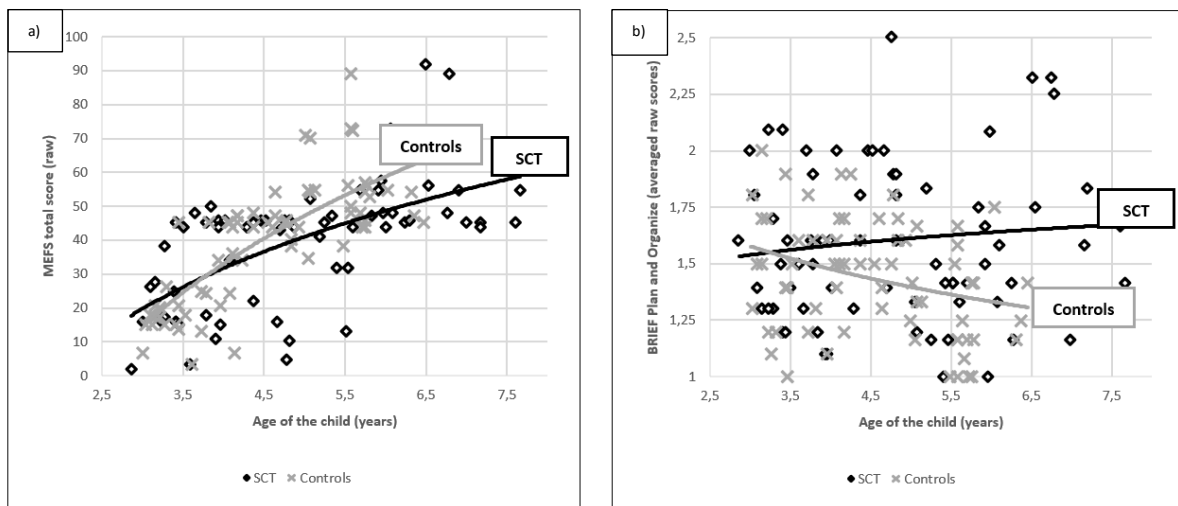 a)
MEFS total score (raw)
100
90
80
70
60
50
40
30
20
10
0
Controls
SCT
2,5 3,5 4,5 5,5 6,5 7,5
Age of the child (years)
SCT Controls
b)
BRIEF Plan and Organize (averaged raw scores)
2,5
2,25
2
1,75
1,5
1,25
1
SCT
Controls
2,5 3,5 4,5 5,5 6,5 7,5
Age of the child (years)
SCT Controls